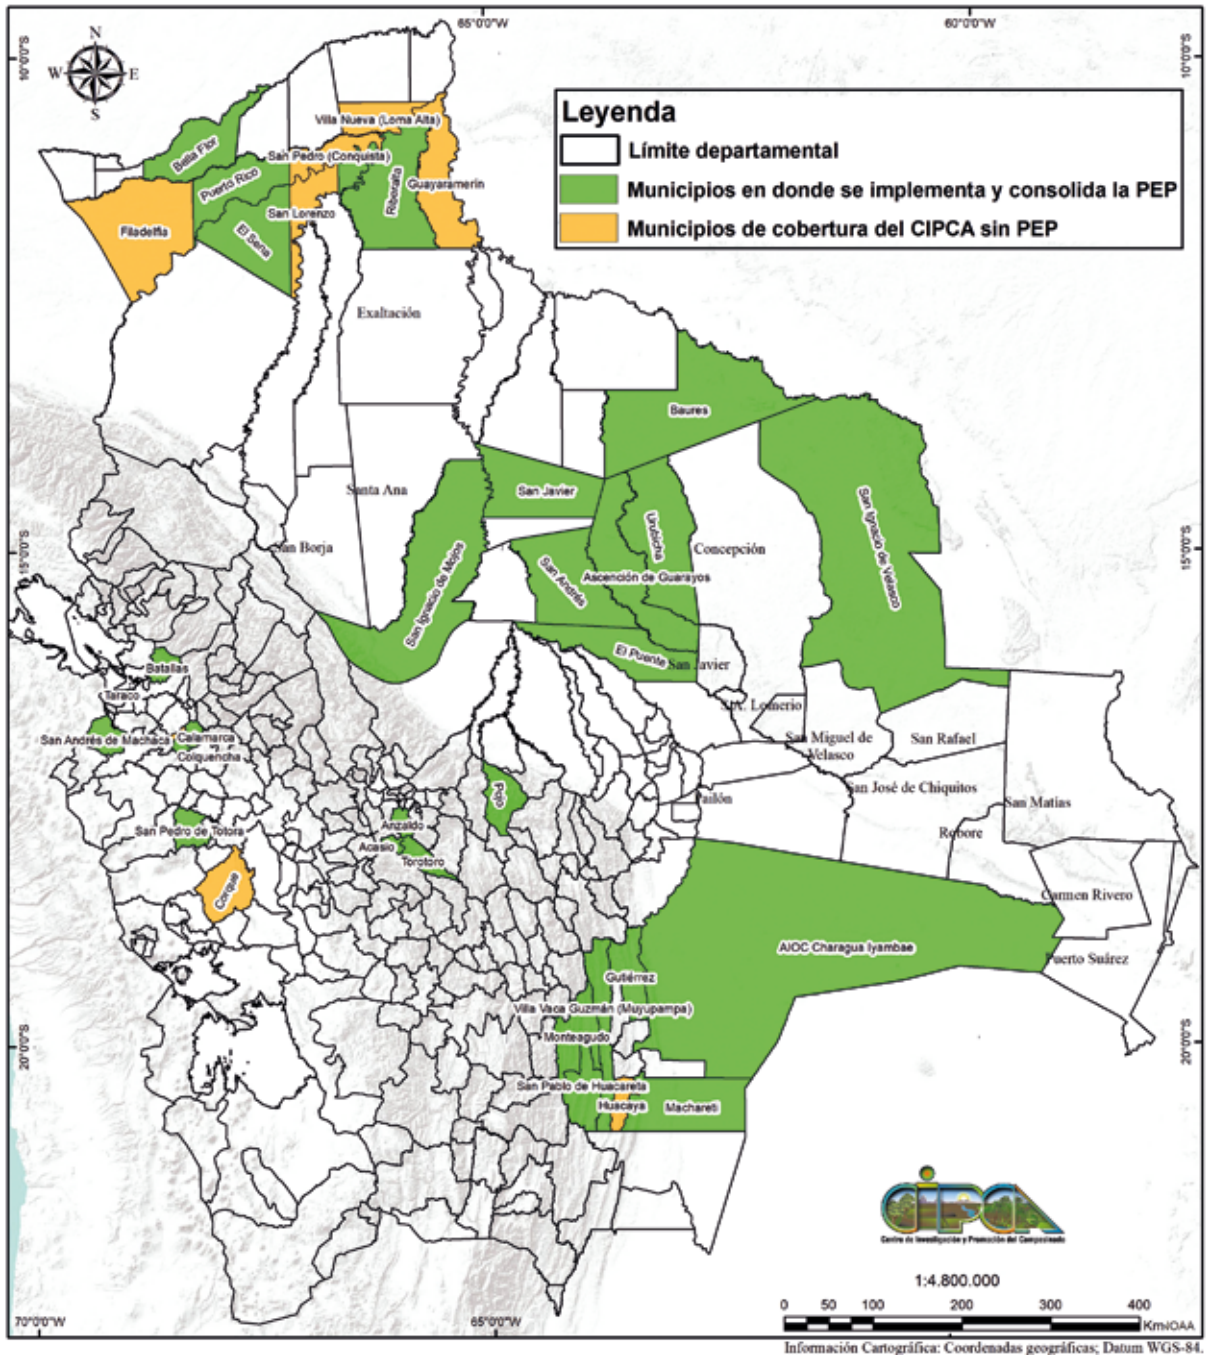 65°0'0"W
60°0'0"W
10°0'0"S
10°0'0"S
N
W
E
S
Leyenda
Límite departamental
Municipios en donde se implementa y consolida la PEP
Municipios de cobertura del CIPCA sin PEP
Villa Nueva (Loma Alta)
Bella Flor
San Pedro (Conquista)
Puerto Rico
Riberalta
Guayaramerín
San Lorenzo
Filadelfia
El Sena
Exaltación
Baures
Santa Ana
San Javier
San Ignacio de Velasco
Urubicha
San Borja
Concepción
15°0'0"S
15°0'0"S
San Ignacio de Mojos
San Andrés
Ascención de Guarayos
El Puente
San Javier
Batallas
Taraco
San Andrés de Machaca
Calamarca
Colquencha
Lomerio
San Miguel de
Velasco
San Rafael
Pojo
Pailón
San José de Chiquitos
San Matías
San Pedro de Totora
Anzaldo
Acasio
Torotoro
Robore
Corque
Carmen Rivero
AIOC Charagua Iyambae
Puerto Suárez
Gutiérrez
Villa Vaca Guzmán (Muyupampa)
Monteagudo
20°0'0"S
20°0'0"S
San Pablo de Huacareta
Huacaya
Machareti
CIPCA
Centro de Investigación y Promoción del Campesinado
1:4.800.000
0 50 100 200 300 400
Km
NOAA
70°0'0"W
65°0'0"W
Información Cartográfica: Coordenadas geográficas; Datum WGS-84.